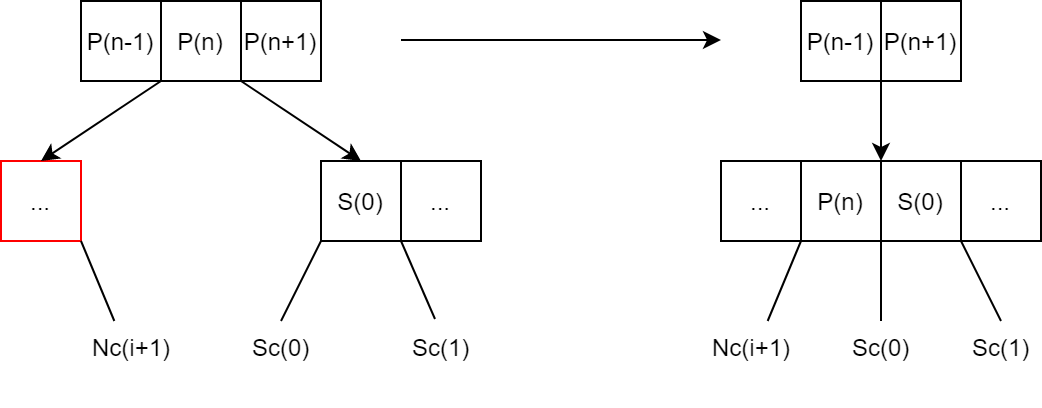 P(n-1) P(n) P(n+1) P(n-1) P(n+1)
... S(0) ... ... P(n) S(0) ...
Nc(i+1) Sc(0) Sc(1) Nc(i+1) Sc(0) Sc(1)